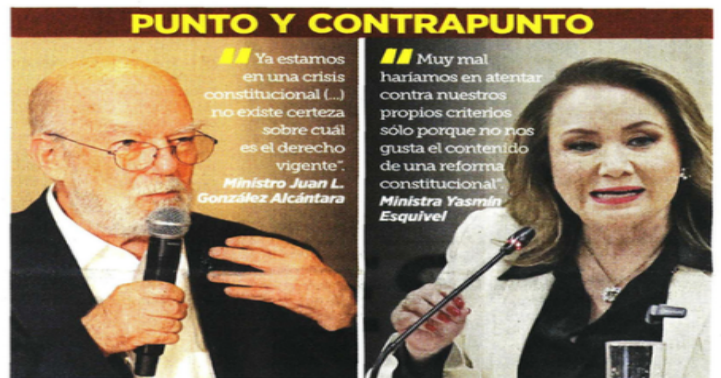 PUNTO Y CONTRAPUNTO
" Ya estamos
en una crisis
constitucional (...)
no existe certeza
sobre cuál
es el derecho
vigente".
Ministro Juan L.
González Alcántara
" Muy mal
haríamos en atentar
contra nuestros
propios criterios
sólo porque no nos
gusta el contenido
de una reforma
constitucional".
Ministra Yasmín
Esquivel